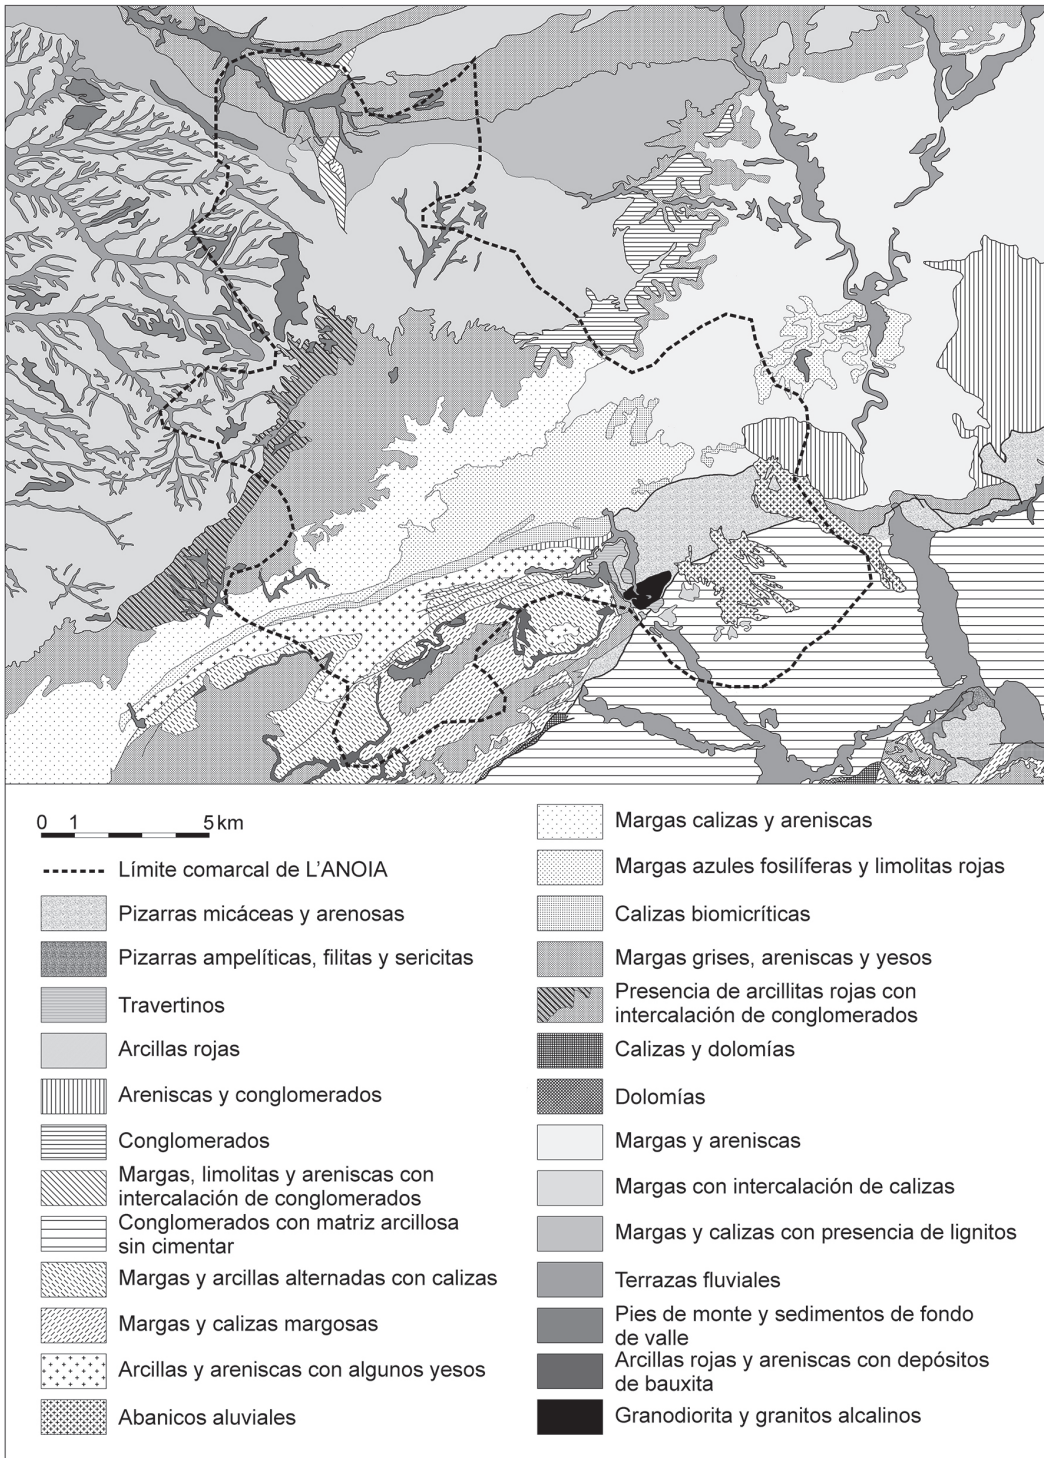 0 1 5 km
Límite comarcal de L'ANOIA
Pizarras micáceas y arenosas
Pizarras ampelíticas, filitas y sericitas
Travertinos
Arcillas rojas
Areniscas y conglomerados
Conglomerados
Margas, limolitas y areniscas con
intercalación de conglomerados
Conglomerados con matriz arcillosa
sin cimentar
Margas y arcillas alternadas con calizas
Margas y calizas margosas
Arcillas y areniscas con algunos yesos
Abanicos aluviales
Margas calizas y areniscas
Margas azules fosilíferas y limolitas rojas
Calizas biomicríticas
Margas grises, areniscas y yesos
Presencia de arcillitas rojas con
intercalación de conglomerados
Calizas y dolomías
Dolomías
Margas y areniscas
Margas con intercalación de calizas
Margas y calizas con presencia de lignitos
Terrazas fluviales
Pies de monte y sedimentos de fondo
de valle
Arcillas rojas y areniscas con depósitos
de bauxita
Granodiorita y granitos alcalinos